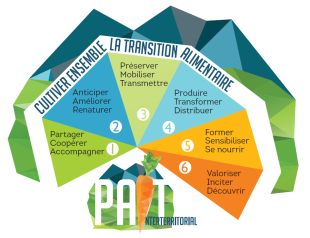 CULTIVER ENSEMBLE LA TRANSITION ALIMENTAIRE
Partager
Coopérer
Accompagner
1
Anticiper
Améliorer
Renaturer
2
Préserver
Mobiliser
Transmettre
3
Produire
Transformer
Distribuer
4
Former
Sensibiliser
Se nourrir
5
Valoriser
Inciter
Découvrir
6
PAiT
INTERTERRITORIAL